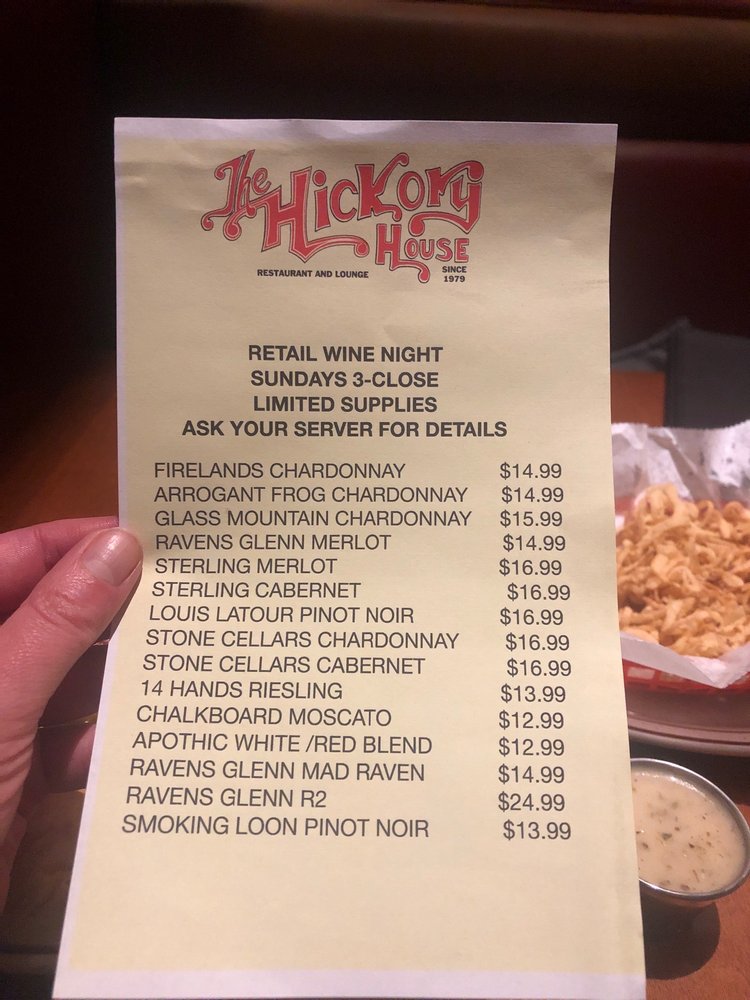 The Hickory House
RESTAURANT AND LOUNGE
SINCE
1979
RETAIL WINE NIGHT
SUNDAYS 3-CLOSE
LIMITED SUPPLIES
ASK YOUR SERVER FOR DETAILS
FIRELANDS CHARDONNAY $14.99
ARROGANT FROG CHARDONNAY $14.99
GLASS MOUNTAIN CHARDONNAY $15.99
RAVENS GLENN MERLOT $14.99
STERLING MERLOT $16.99
STERLING CABERNET $16.99
LOUIS LATOUR PINOT NOIR $16.99
STONE CELLARS CHARDONNAY $16.99
STONE CELLARS CABERNET $16.99
14 HANDS RIESLING $13.99
CHALKBOARD MOSCATO $12.99
APOTHIC WHITE /RED BLEND $12.99
RAVENS GLENN MAD RAVEN $14.99
RAVENS GLENN R2 $24.99
SMOKING LOON PINOT NOIR $13.99